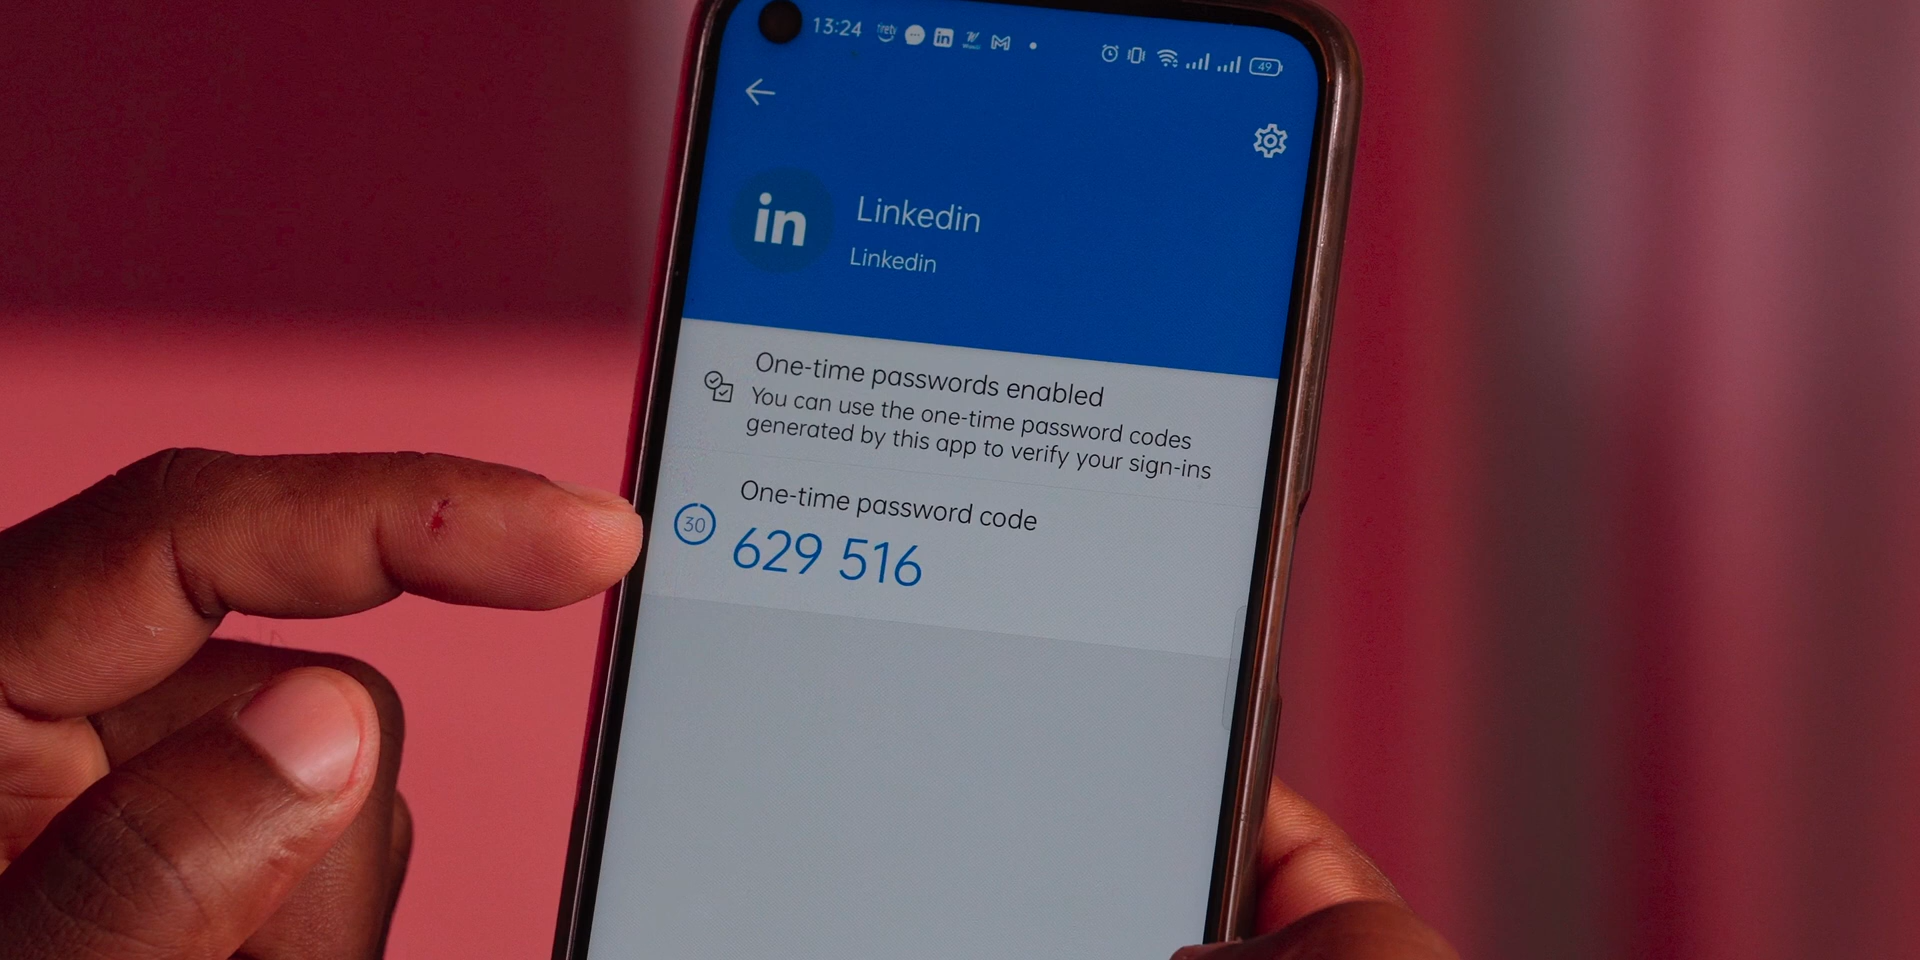 13:24
49
in
Linkedin
Linkedin
One-time passwords enabled
You can use the one-time password codes
generated by this app to verify your sign-ins
One-time password code
30
629 516